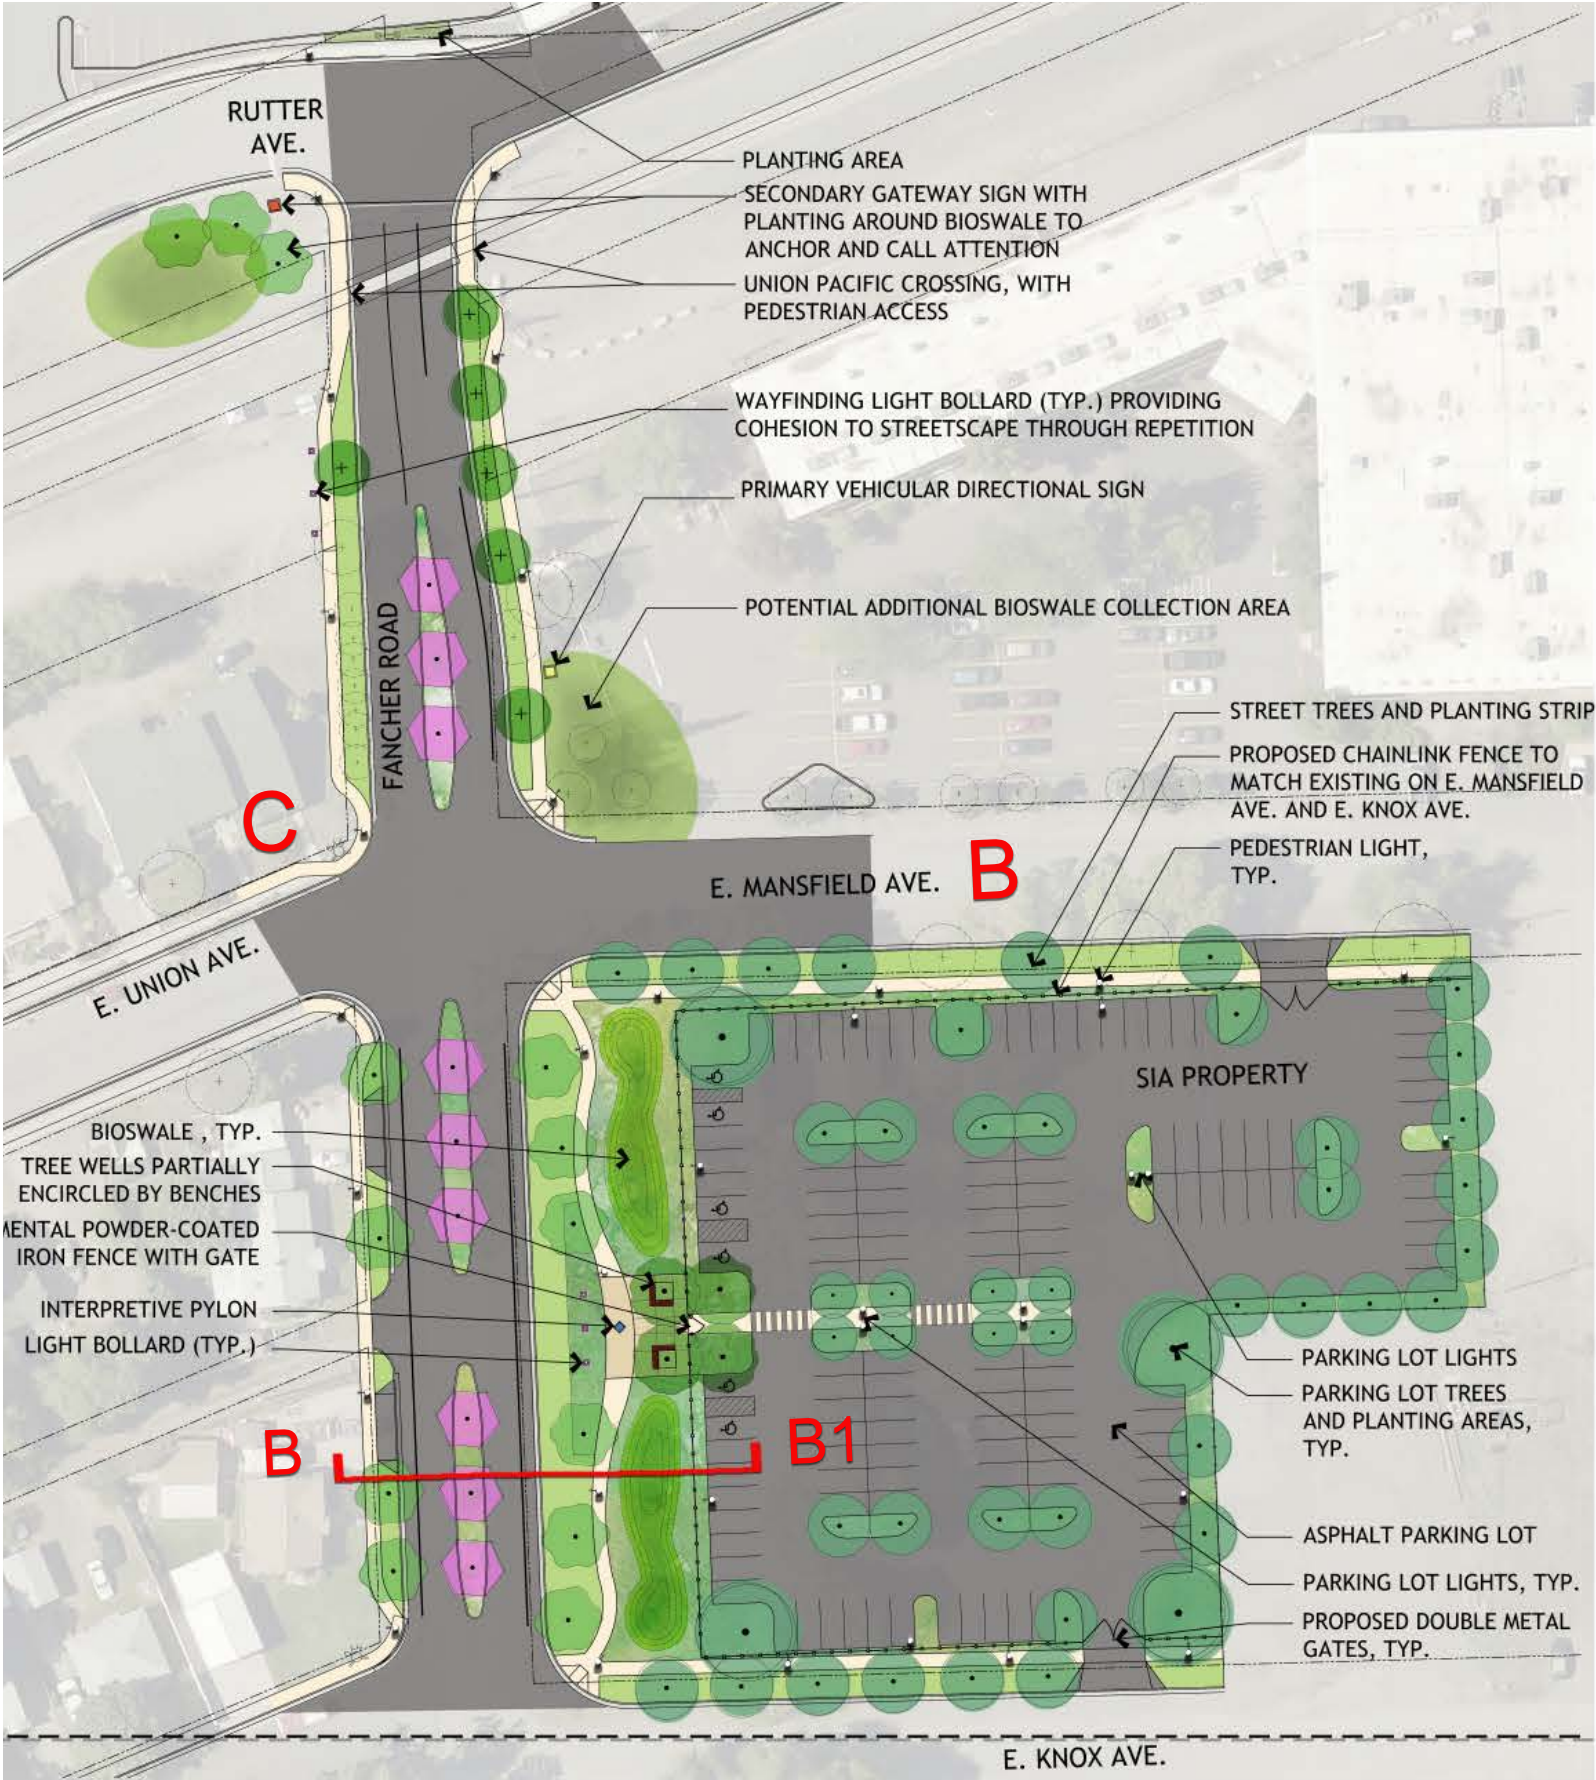 RUTTER
AVE.
PLANTING AREA
SECONDARY GATEWAY SIGN WITH
PLANTING AROUND BIOSWALE TO
ANCHOR AND CALL ATTENTION
UNION PACIFIC CROSSING, WITH
PEDESTRIAN ACCESS
WAYFINDING LIGHT BOLLARD (TYP.) PROVIDING
COHESION TO STREETSCAPE THROUGH REPETITION
PRIMARY VEHICULAR DIRECTIONAL SIGN
POTENTIAL ADDITIONAL BIOSWALE COLLECTION AREA
FANCHER ROAD
STREET TREES AND PLANTING STRIP
PROPOSED CHAINLINK FENCE TO
MATCH EXISTING ON E. MANSFIELD
AVE. AND E. KNOX AVE.
PEDESTRIAN LIGHT,
TYP.
C
B
E. MANSFIELD AVE.
E. UNION AVE.
SIA PROPERTY
BIOSWALE , TYP.
TREE WELLS PARTIALLY
ENCIRCLED BY BENCHES
MENTAL POWDER-COATED
IRON FENCE WITH GATE
INTERPRETIVE PYLON
LIGHT BOLLARD (TYP.)
PARKING LOT LIGHTS
PARKING LOT TREES
AND PLANTING AREAS,
TYP.
B
B1
ASPHALT PARKING LOT
PARKING LOT LIGHTS, TYP.
PROPOSED DOUBLE METAL
GATES, TYP.
E. KNOX AVE.